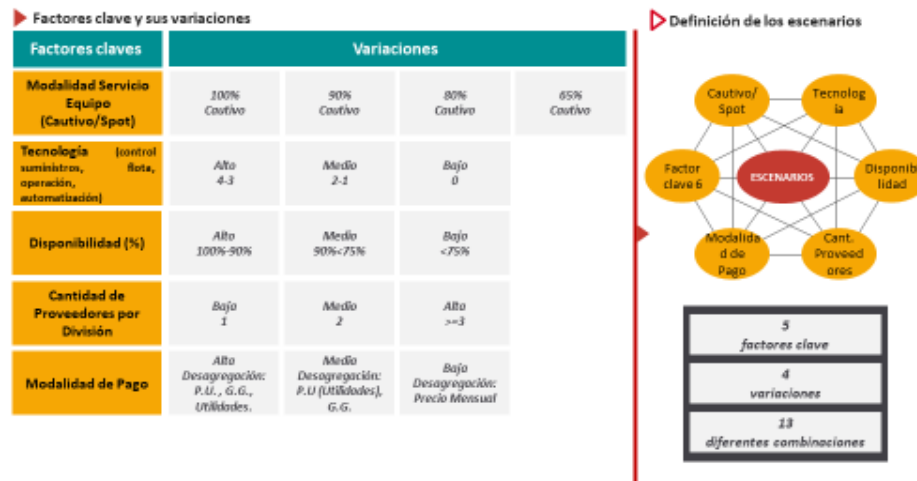 Factores clave y sus variaciones
Factores claves
Variaciones
Modalidad Servicio
Equipo
(Cautivo/Spot)
100%
Cautivo
90%
Cautivo
80%
Cautivo
65%
Cautivo
Tecnología (control
suministros, flota,
operación,
automatización)
Alto
4-3
Medio
2-1
Bajo
0
Disponibilidad (%)
Alto
100%-90%
Medio
90%<75%
Bajo
<75%
Cantidad de
Proveedores por
División
Bajo
1
Medio
2
Alto
>=3
Modalidad de Pago
Alto
Desagregación:
P.U. , G.G.,
Utilidades.
Medio
Desagregación:
P.U (Utilidades),
G.G.
Bajo
Desagregación:
Precio Mensual
Definición de los escenarios
Cautivo/
Spot
Tecnolog
ía
Factor
clave 6
ESCENARIOS
Disponibi
lidad
Modalida
d de
Pago
Cant.
Proveed
ores
5
factores clave
4
variaciones
13
diferentes combinaciones